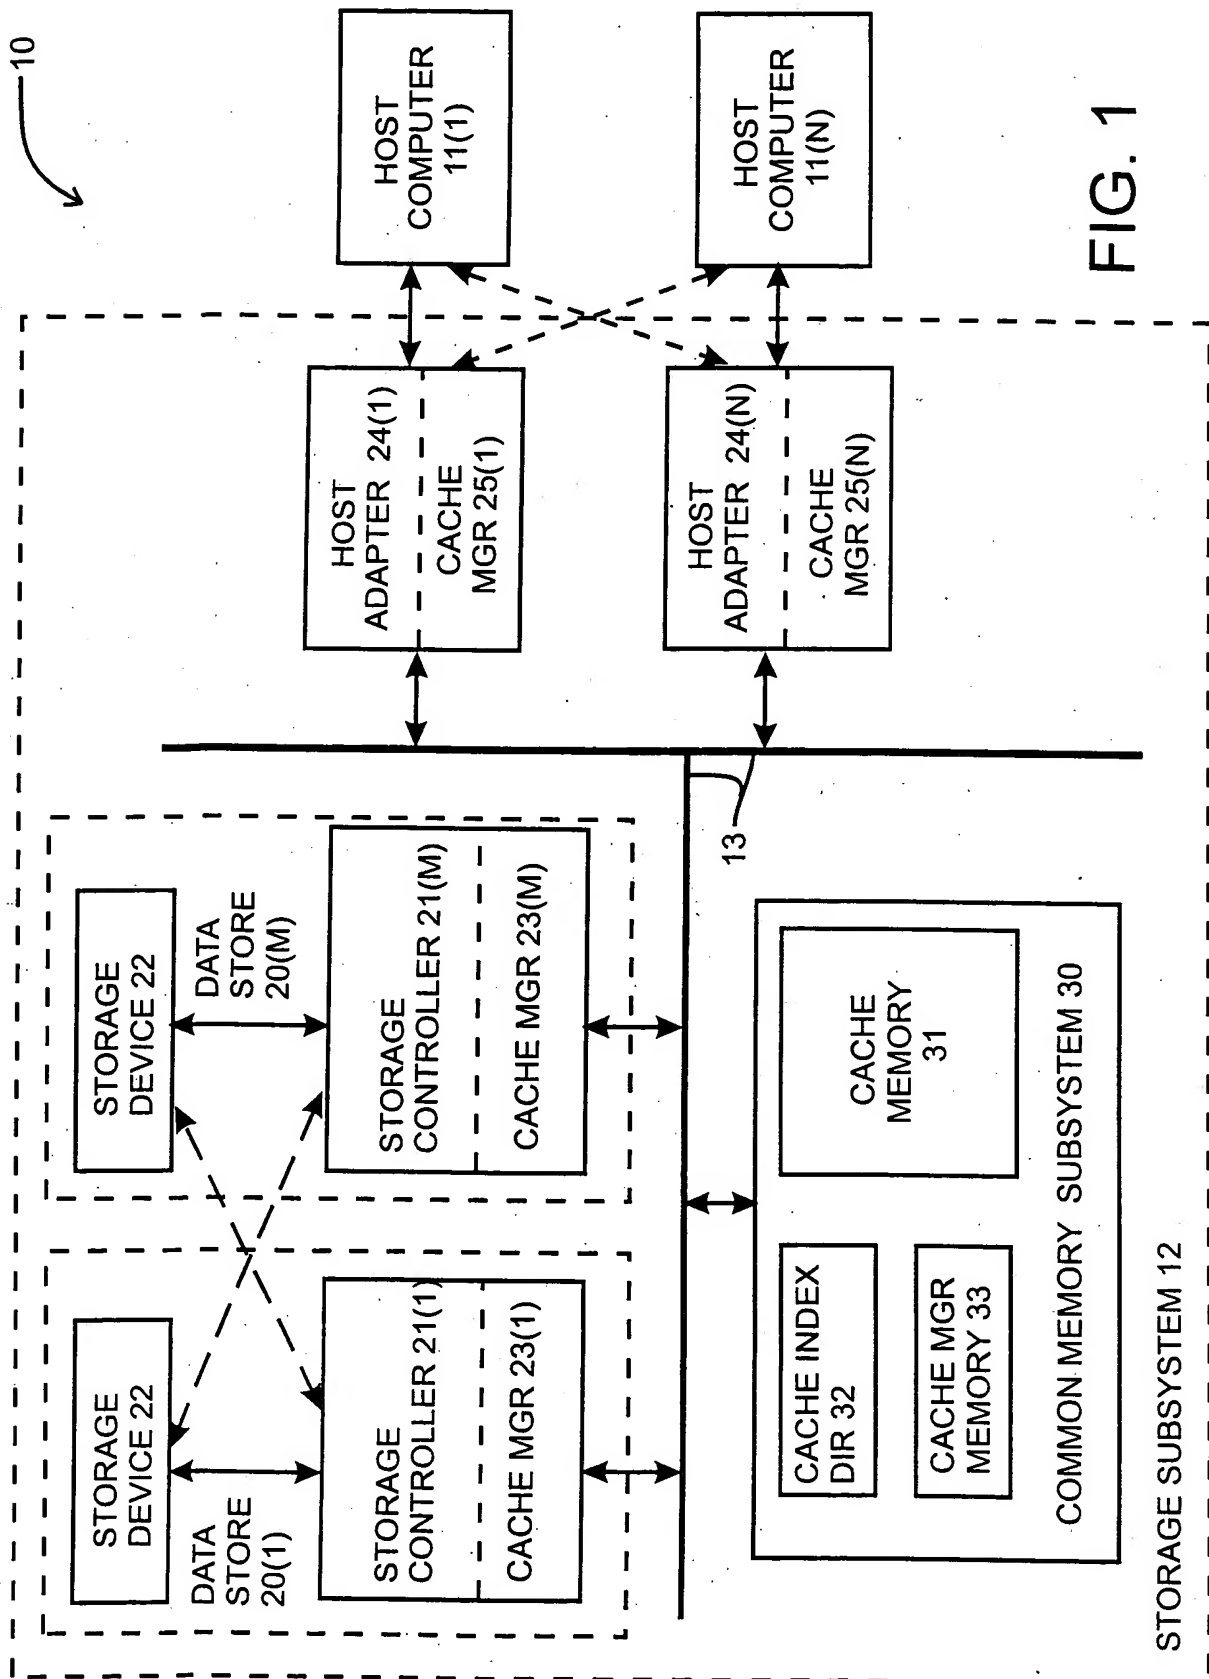 10
HOST
COMPUTER
11(1)
HOST
COMPUTER
11(N)
HOST
ADAPTER 24(1)
CACHE
MGR 25(1)
HOST
ADAPTER 24(N)
CACHE
MGR 25(N)
13
STORAGE
DEVICE 22
DATA
STORE
20(1)
STORAGE
CONTROLLER 21(1)
CACHE MGR 23(1)
STORAGE
DEVICE 22
DATA
STORE
20(M)
STORAGE
CONTROLLER 21(M)
CACHE MGR 23(M)
CACHE INDEX
DIR 32
CACHE MGR
MEMORY 33
CACHE
MEMORY
31
COMMON MEMORY SUBSYSTEM 30
STORAGE SUBSYSTEM 12
FIG. 1